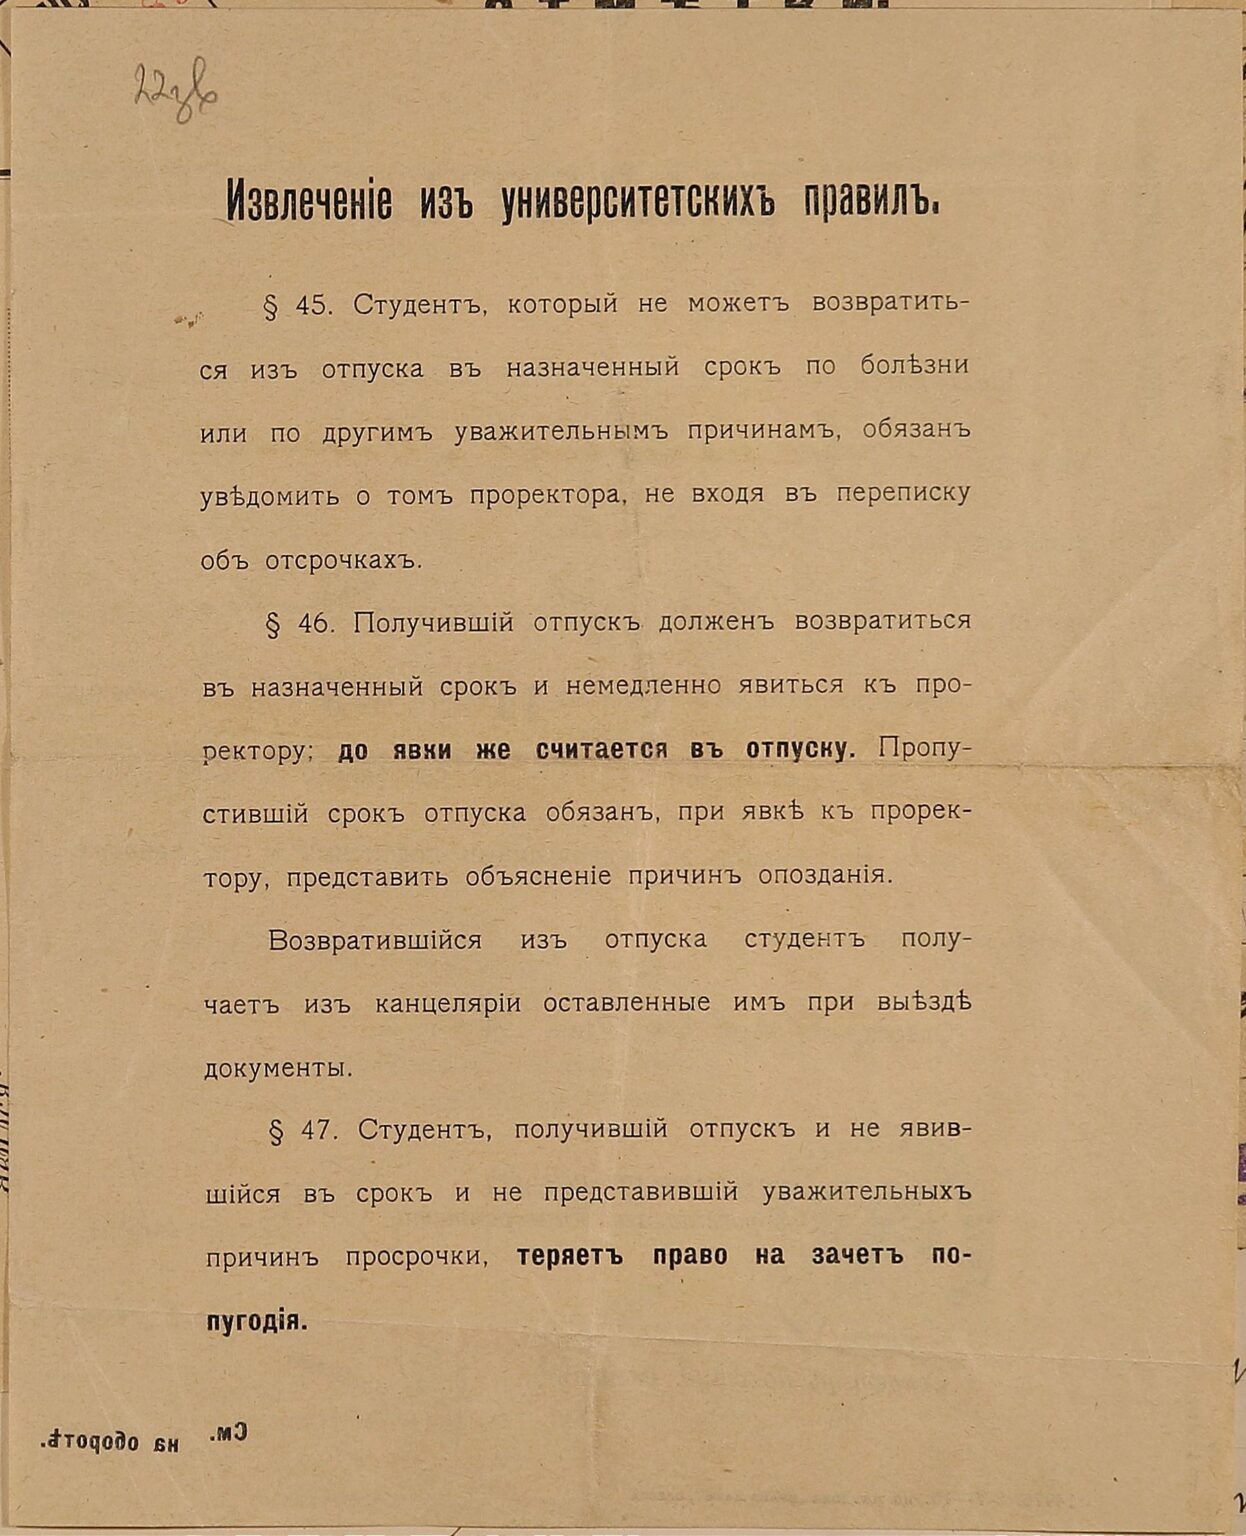 22об
Извлеченіе изъ университетскихъ правилъ.
§ 45. Студентъ, который не можетъ возвратить-
ся изъ отпуска въ назначенный срокъ по болѣзни
или по другимъ уважительнымъ причинамъ, обязанъ
увѣдомить о томъ проректора, не входя въ переписку
объ отсрочкахъ.
§ 46. Получившій отпускъ долженъ возвратиться
въ назначенный срокъ и немедленно явиться къ про-
ректору; до явки же считается въ отпуску. Пропу-
стившій срокъ отпуска обязанъ, при явкѣ къ прорек-
тору, представить объясненіе причинъ опозданія.
Возвратившійся изъ отпуска студентъ полу-
чаетъ изъ канцеляріи оставленные имъ при выѣздѣ
документы.
§ 47. Студентъ, получившій отпускъ и не явив-
шійся въ срокъ и не представившій уважительныхъ
причинъ просрочки, теряетъ право на зачетъ по-
пугодія.
См. на оборотѣ.